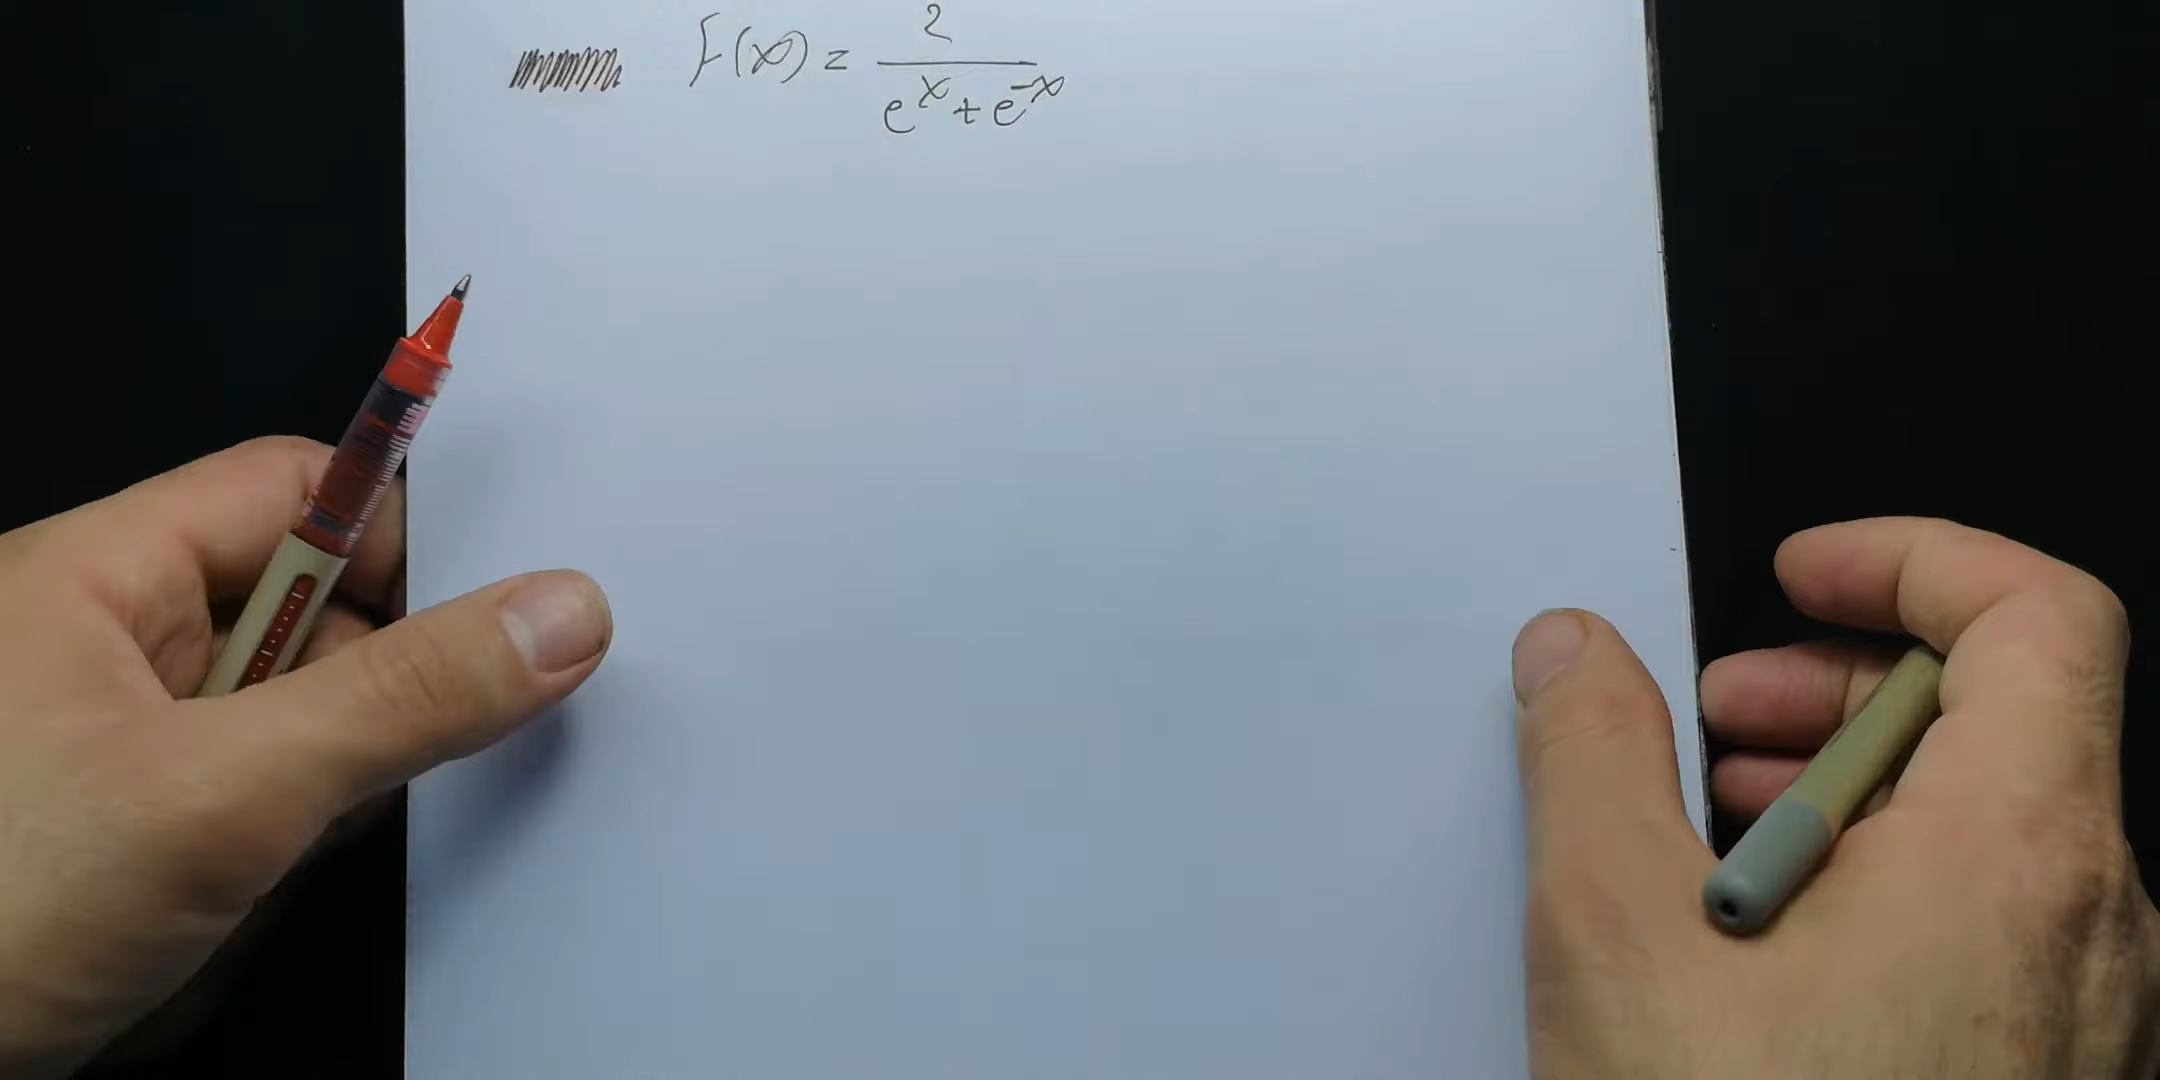 F(x) = 2 / (e^x + e^-x)